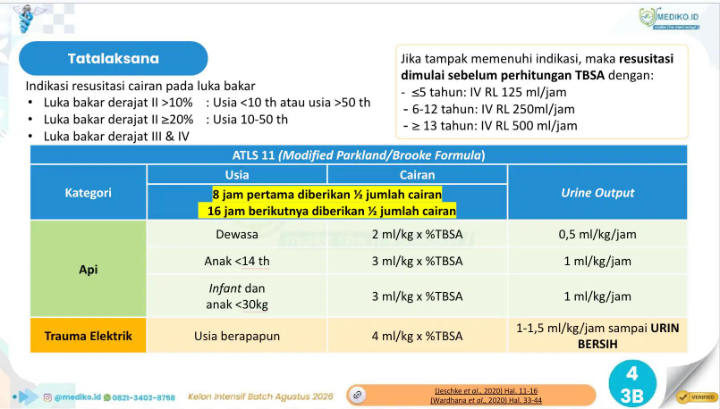 MEDIKO.ID
Tatalaksana
Indikasi resusitasi cairan pada luka bakar
• Luka bakar derajat II >10% : Usia <10 th atau usia >50 th
• Luka bakar derajat II ≥20% : Usia 10-50 th
• Luka bakar derajat III & IV
Jika tampak memenuhi indikasi, maka resusitasi
dimulai sebelum perhitungan TBSA dengan:
- ≤5 tahun: IV RL 125 ml/jam
- 6-12 tahun: IV RL 250ml/jam
- ≥ 13 tahun: IV RL 500 ml/jam
ATLS 11 (Modified Parkland/Brooke Formula)
Kategori Usia Cairan Urine Output
8 jam pertama diberikan ½ jumlah cairan
16 jam berikutnya diberikan ½ jumlah cairan
Api
Dewasa 2 ml/kg x %TBSA 0,5 ml/kg/jam
Anak <14 th 3 ml/kg x %TBSA 1 ml/kg/jam
Infant dan
anak <30kg 3 ml/kg x %TBSA 1 ml/kg/jam
Trauma Elektrik Usia berapapun 4 ml/kg x %TBSA 1-1,5 ml/kg/jam sampai URIN
BERSIH
@mediko.id 0821-3403-8758 Kelan Intensif Batch Agustus 2026
(Jeschke et al., 2020) Hal. 11-16
(Wardhana et al., 2020) Hal. 33-44
4
3B
VERIFIED